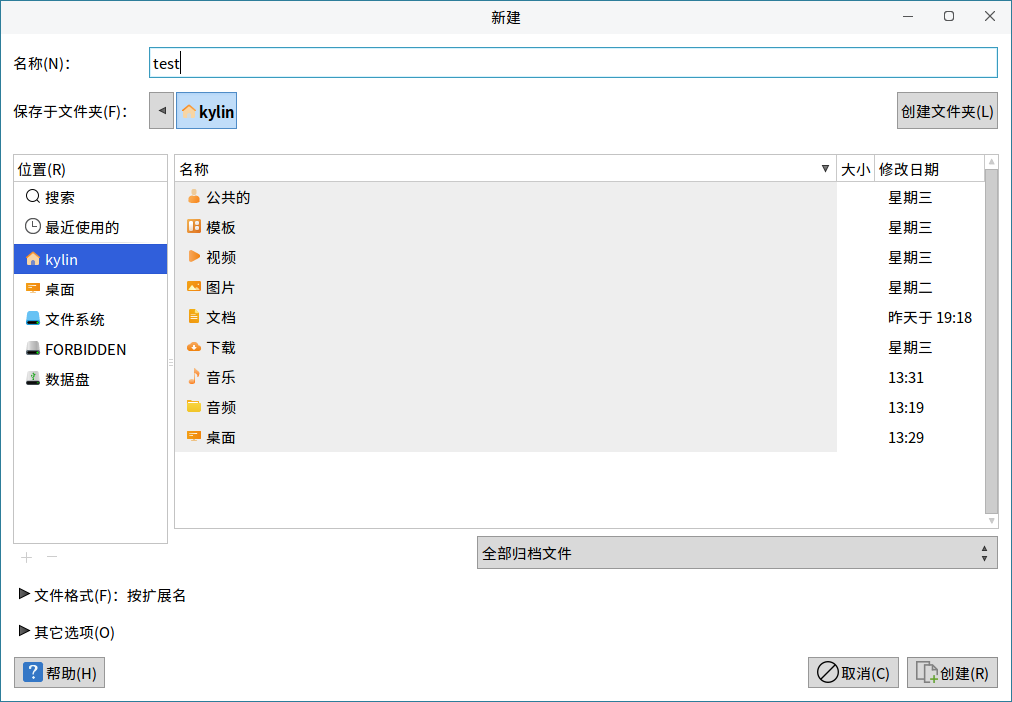 新建
名称(N)： test
保存于文件夹(F)： kylin 创建文件夹(L)
位置(R)
搜索
最近使用的
kylin
桌面
文件系统
FORBIDDEN
数据盘
名称 大小 修改日期
公共的 星期三
模板 星期三
视频 星期三
图片 星期二
文档 昨天于 19:18
下载 星期三
音乐 13:31
音频 13:19
桌面 13:29
全部归档文件
文件格式(F)：按扩展名
其它选项(O)
帮助(H) 取消(C) 创建(R)